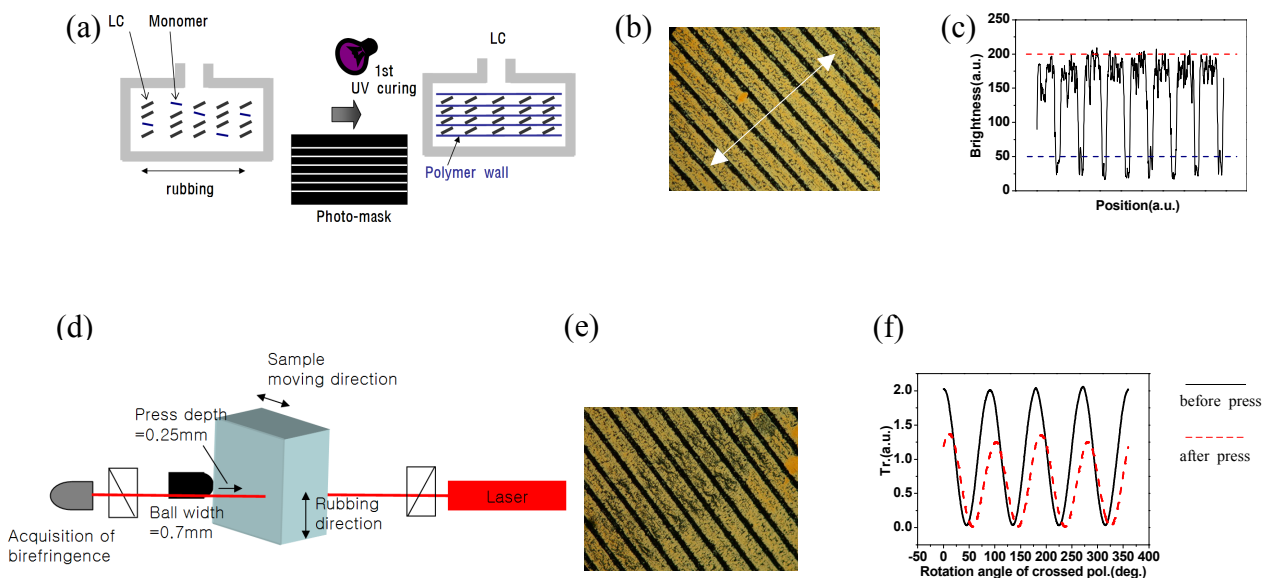 (a)
LC
Monomer
1st
UV curing
LC
rubbing
Photo-mask
Polymer wall
(b)
(c)
250
200
150
100
50
0
Brightness(a.u.)
Position(a.u.)
(d)
Sample
moving direction
Press depth
=0.25mm
Ball width
=0.7mm
Rubbing
direction
Laser
Acquisition of
birefringence
(e)
(f)
2.0
1.5
1.0
0.5
0.0
Tr.(a.u.)
-50 0 50 100 150 200 250 300 350 400
Rotation angle of crossed pol.(deg.)
before press
after press